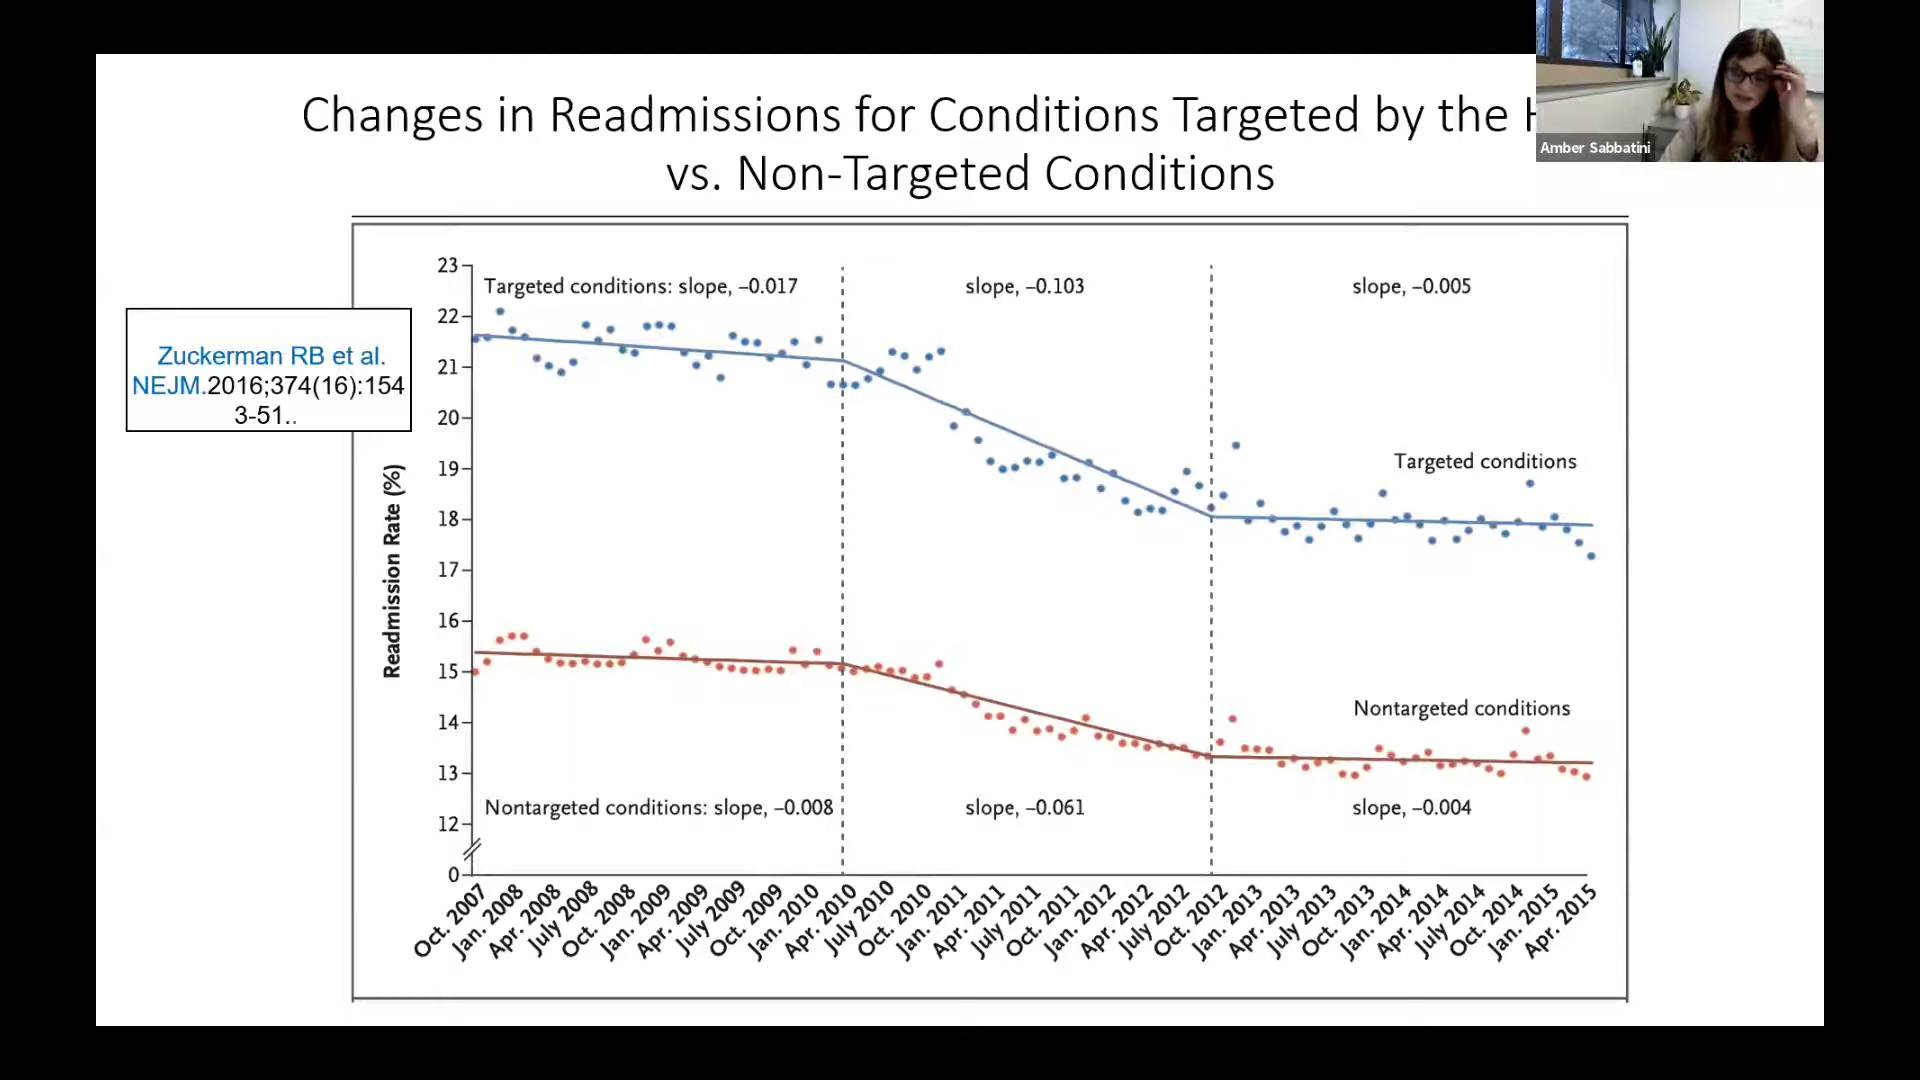 Changes in Readmissions for Conditions Targeted by the
vs. Non-Targeted Conditions
Amber Sabbatini
Zuckerman RB et al.
NEJM.2016;374(16):154
3-51..
Readmission Rate (%)
23
22
21
20
19
18
17
16
15
14
13
12
0
Targeted conditions: slope, –0.017
slope, –0.103
slope, –0.005
Targeted conditions
Nontargeted conditions
Nontargeted conditions: slope, –0.008
slope, –0.061
slope, –0.004
Oct. 2007
Jan. 2008
Apr. 2008
July 2008
Oct. 2008
Jan. 2009
Apr. 2009
July 2009
Oct. 2009
Jan. 2010
Apr. 2010
July 2010
Oct. 2010
Jan. 2011
Apr. 2011
July 2011
Oct. 2011
Jan. 2012
Apr. 2012
July 2012
Oct. 2012
Jan. 2013
Apr. 2013
July 2013
Oct. 2013
Jan. 2014
Apr. 2014
July 2014
Oct. 2014
Jan. 2015
Apr. 2015